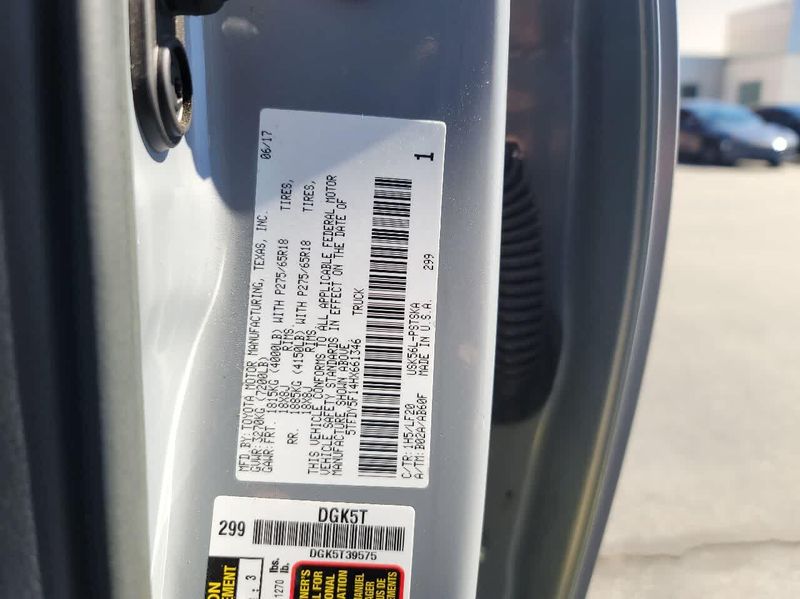 MFD.BY:TOYOTA MOTOR MANUFACTURING, TEXAS, INC. 06/17
GVWR:3270KG (7200LB)
GAWR:FRT. 1815KG (4000LB) WITH P275/65R18 TIRES,
18X8J RIMS
RR. 1885KG (4150LB) WITH P275/65R18 TIRES,
18X8J RIMS
THIS VEHICLE CONFORMS TO ALL APPLICABLE FEDERAL MOTOR
VEHICLE SAFETY STANDARDS IN EFFECT ON THE DATE OF
MANUFACTURE SHOWN ABOVE.
5TFDY5F14HX661346 TRUCK
1
C/TR:1H5/LF20 USK56L-PSTSKA 299
A/TM:B02A/AB60F MADE IN U.S.A.
299 DGK5T
DGK5T39575
: 3
1270 lb.
lbs.